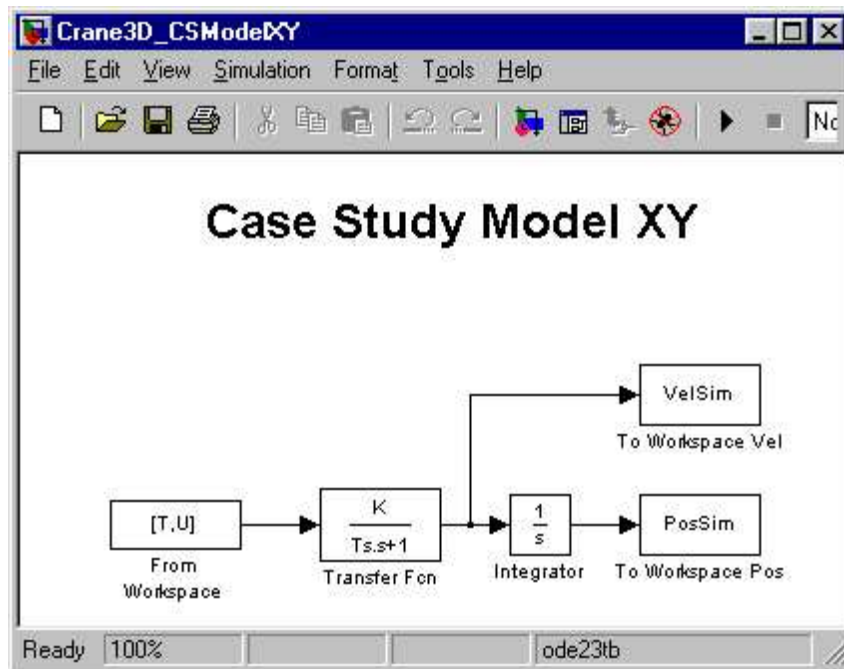 Crane3D_CSModelXY
File Edit View Simulation Format Tools Help
Case Study Model XY
VelSim
To Workspace Vel
[T,U]
From
Workspace
K
Ts.s+1
Transfer Fcn
1
s
Integrator
PosSim
To Workspace Pos
Ready 100% ode23tb